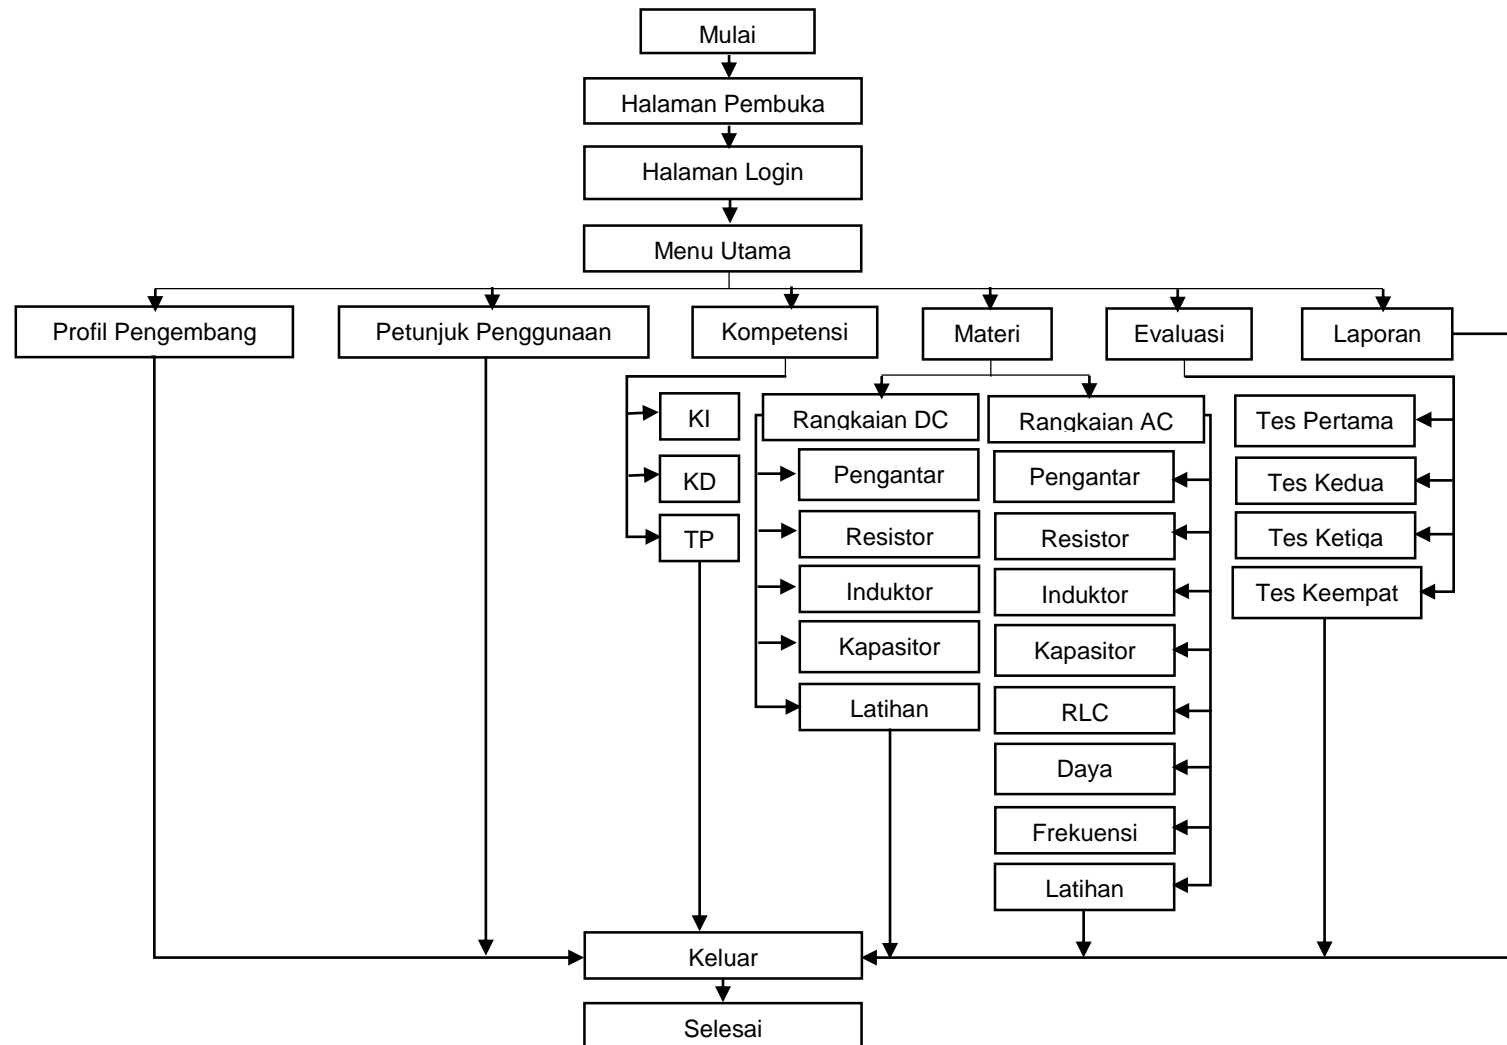 Mulai
Halaman Pembuka
Halaman Login
Menu Utama
Profil Pengembang
Petunjuk Penggunaan
Kompetensi
Materi
Evaluasi
Laporan
KI
KD
TP
Rangkaian DC
Pengantar
Resistor
Induktor
Kapasitor
Latihan
Rangkaian AC
Pengantar
Resistor
Induktor
Kapasitor
RLC
Daya
Frekuensi
Latihan
Tes Pertama
Tes Kedua
Tes Ketiga
Tes Keempat
Keluar
Selesai